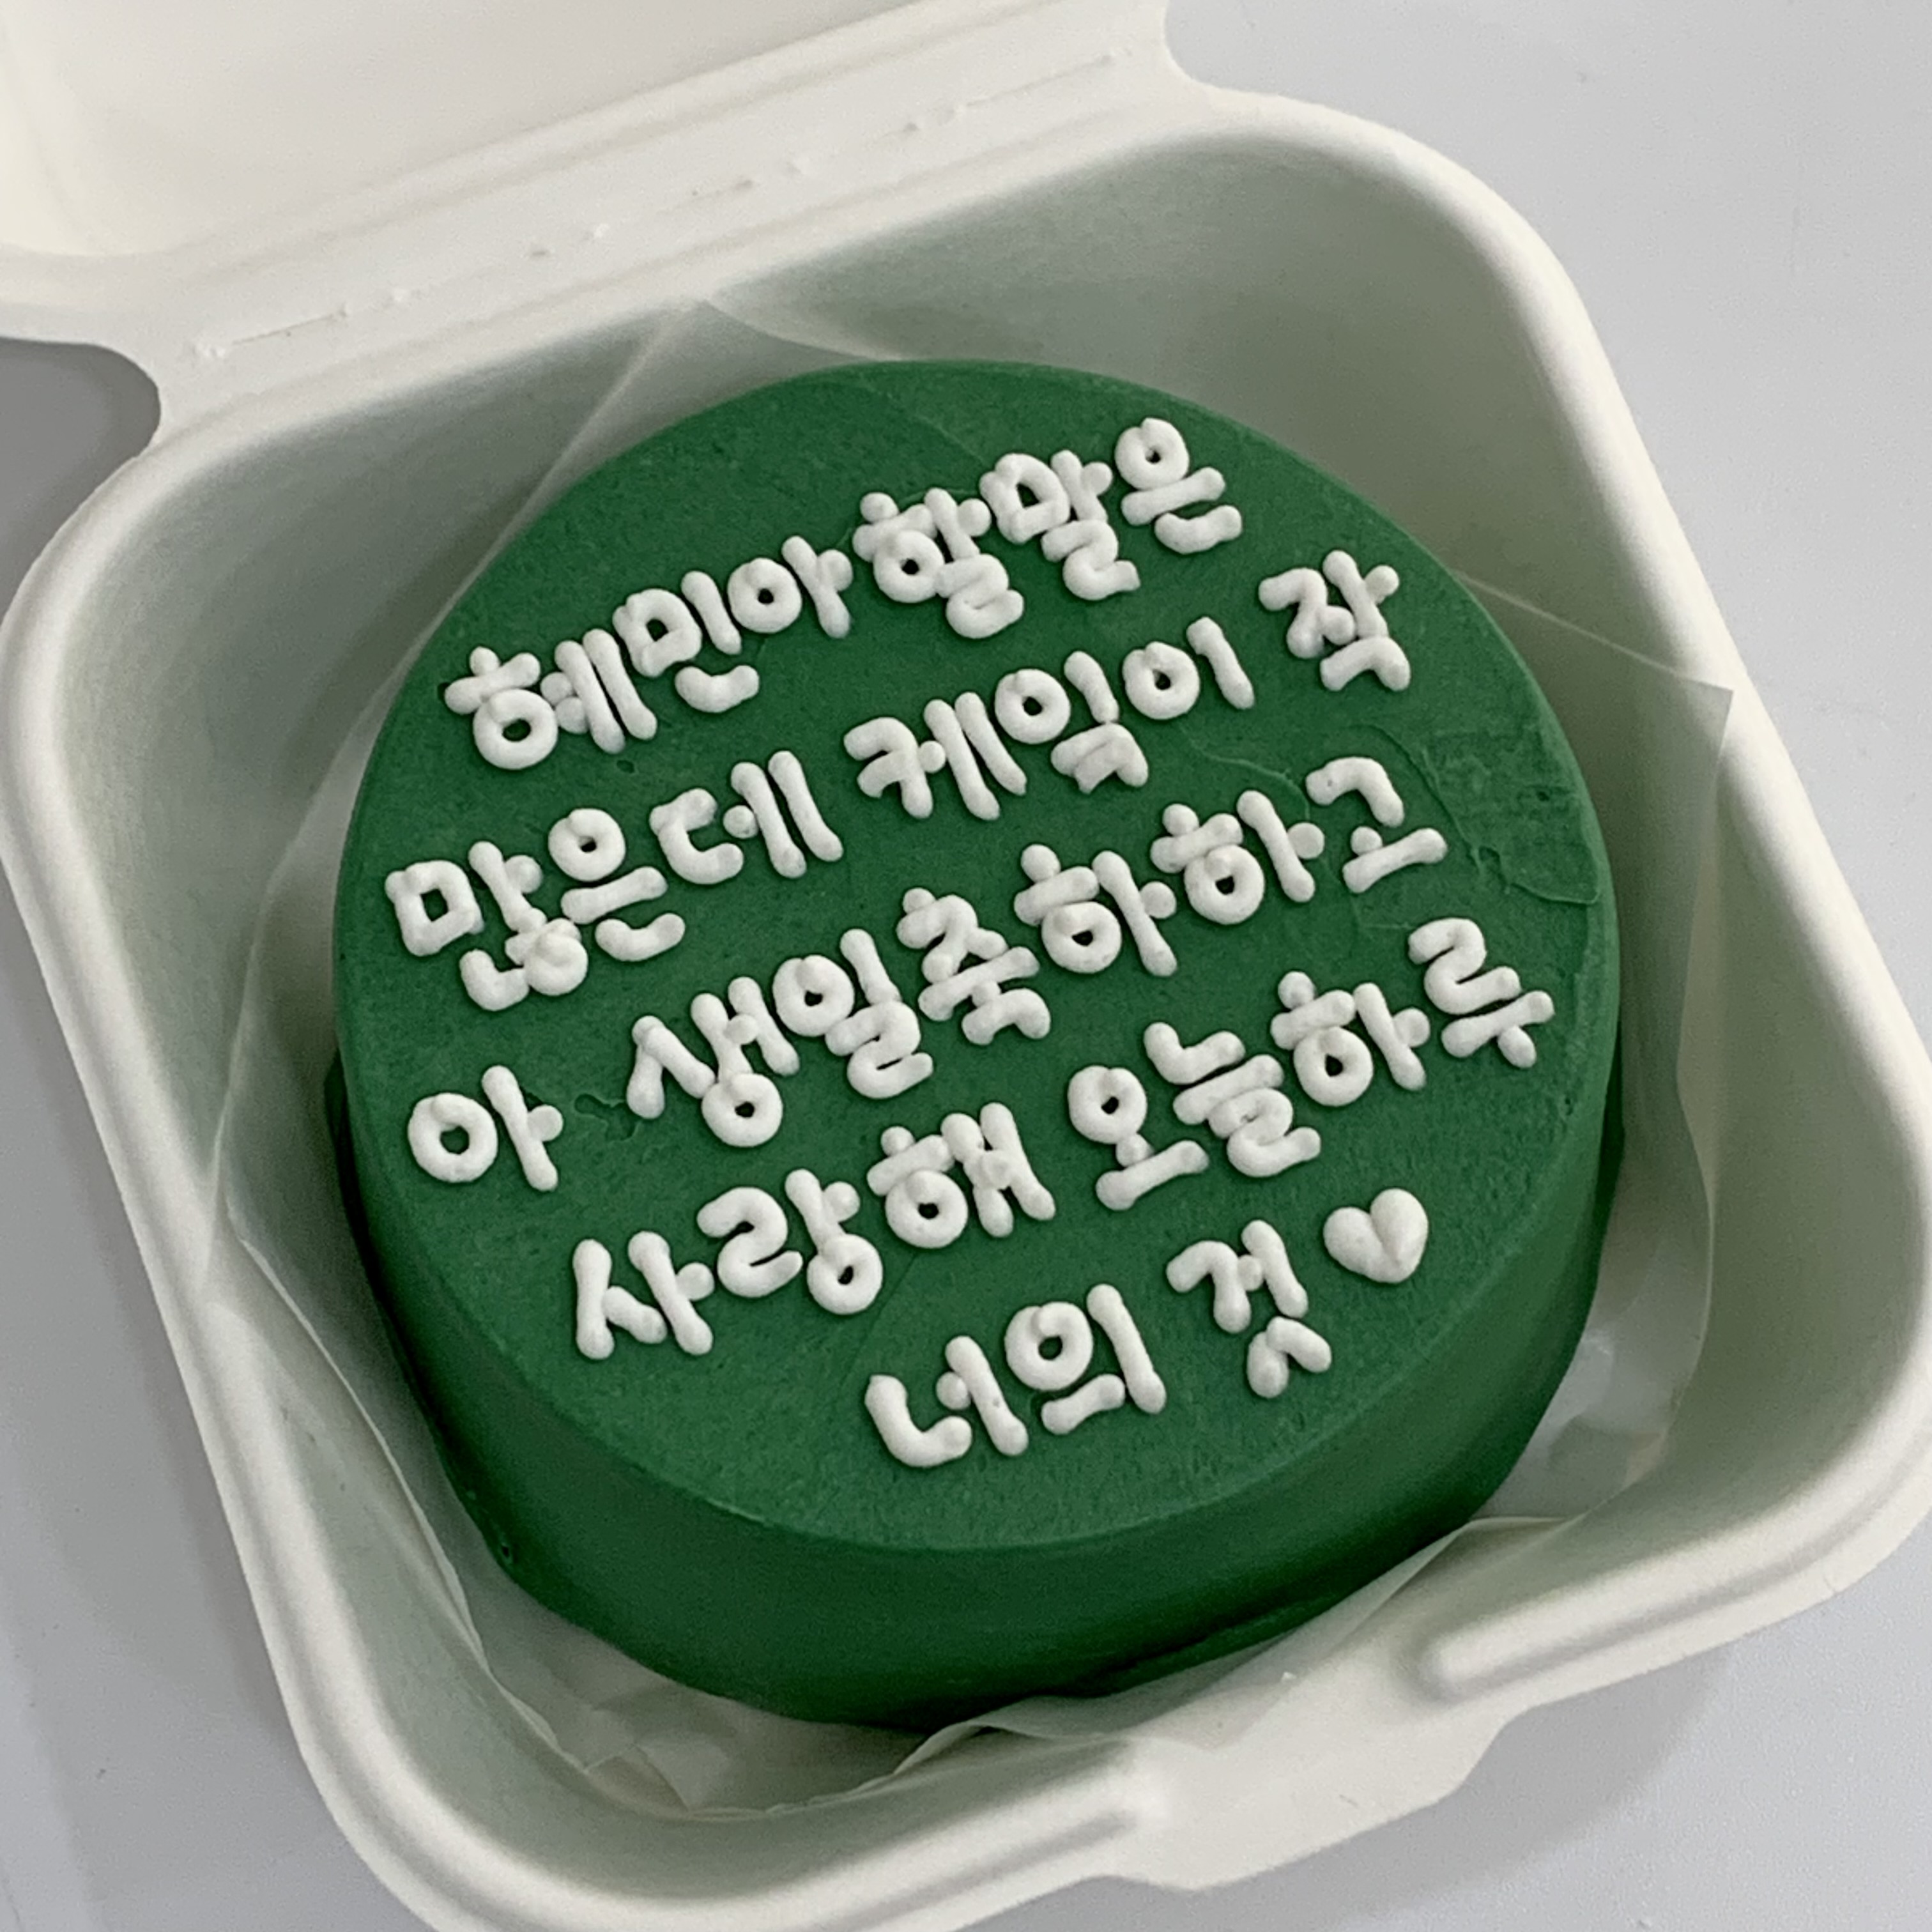 혜민아할말은
많은데 케잌이 작
아 생일축하하고
사랑해 오늘하루
너의 것♥